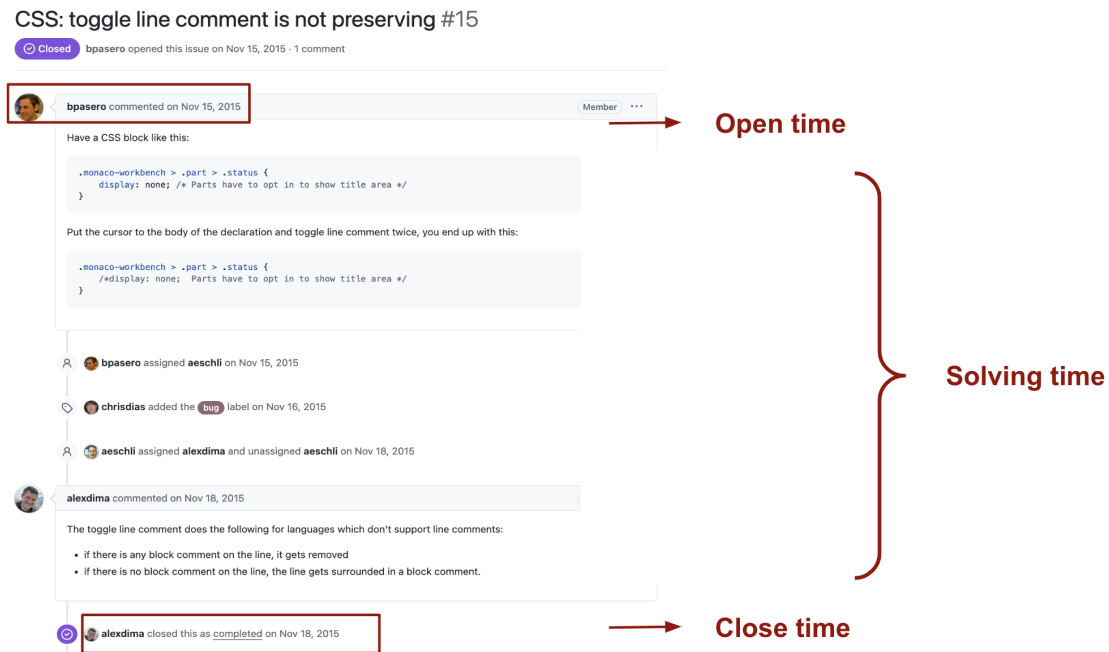 CSS: toggle line comment is not preserving #15
Closed bpasero opened this issue on Nov 15, 2015 · 1 comment
bpasero commented on Nov 15, 2015
Member ···
Open time
Have a CSS block like this:
.monaco-workbench > .part > .status {
    display: none; /* Parts have to opt in to show title area */
}
Put the cursor to the body of the declaration and toggle line comment twice, you end up with this:
.monaco-workbench > .part > .status {
    /*display: none;  Parts have to opt in to show title area */
}
Solving time
bpasero assigned aeschli on Nov 15, 2015
chrisdias added the bug label on Nov 16, 2015
aeschli assigned alexdima and unassigned aeschli on Nov 18, 2015
alexdima commented on Nov 18, 2015
The toggle line comment does the following for languages which don't support line comments:
• if there is any block comment on the line, it gets removed
• if there is no block comment on the line, the line gets surrounded in a block comment.
alexdima closed this as completed on Nov 18, 2015
Close time